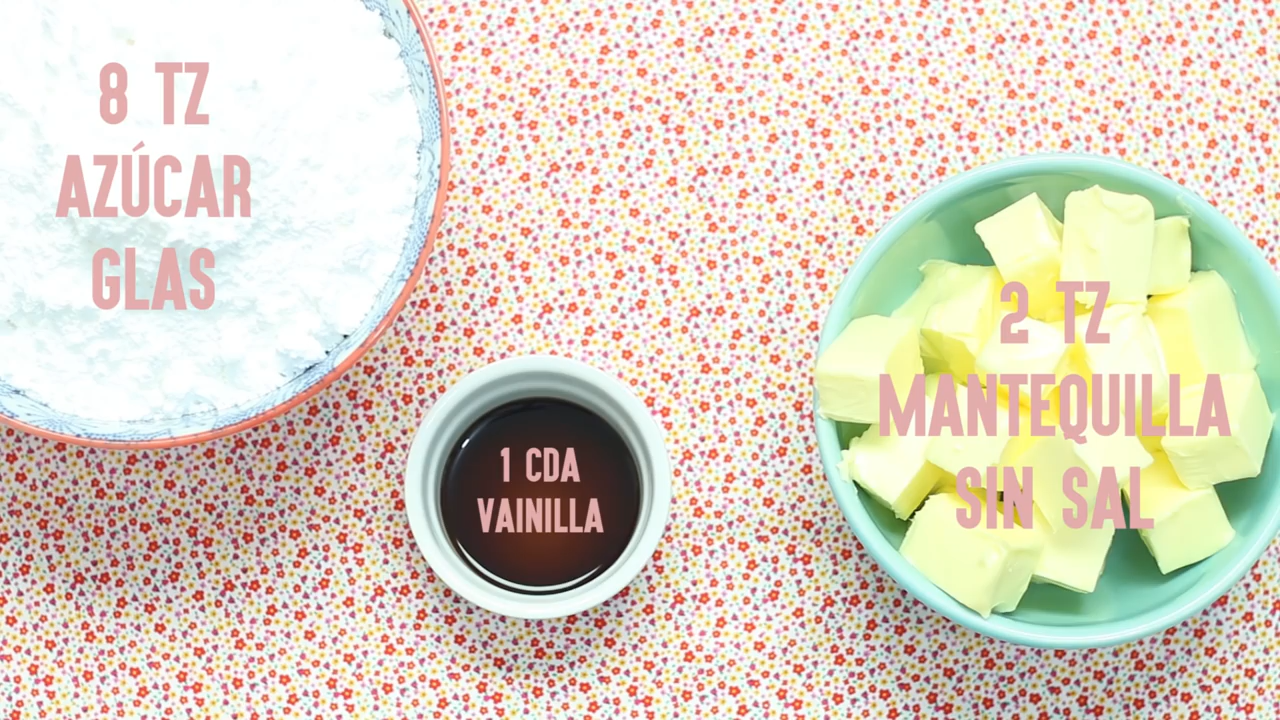 8 TZ
AZÚCAR
GLAS
1 CDA
VAINILLA
2 TZ
MANTEQUILLA
SIN SAL